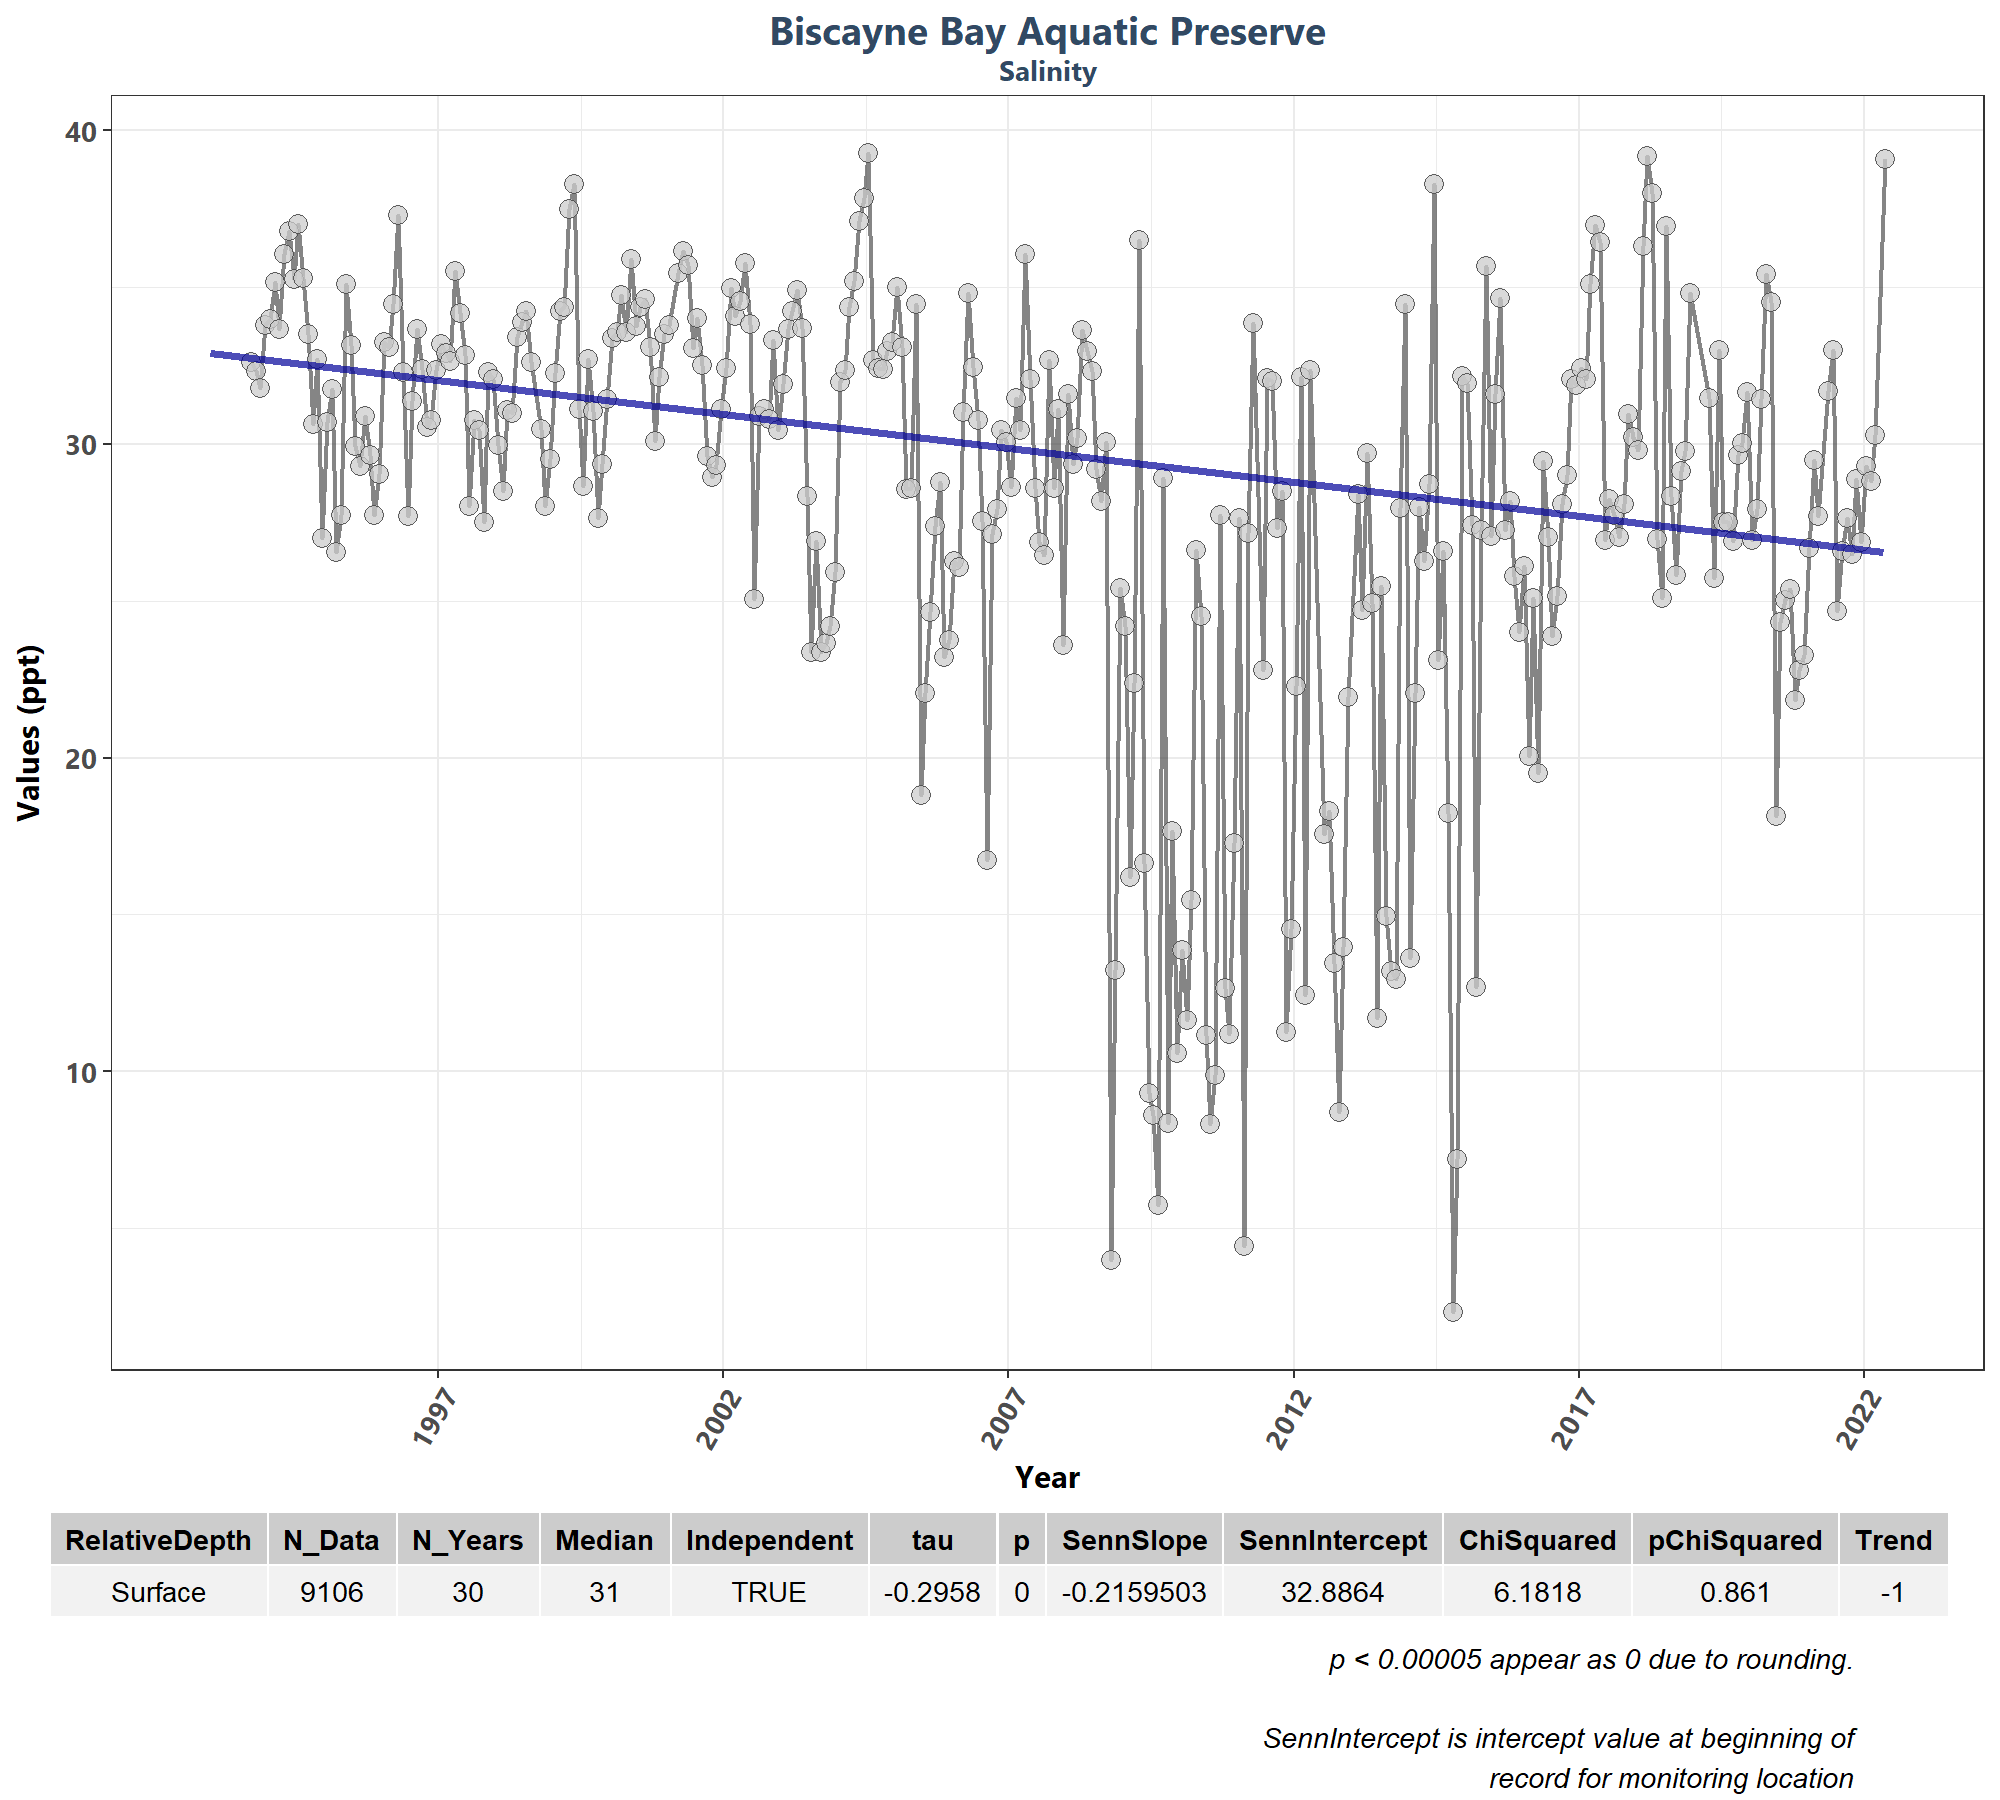 Biscayne Bay Aquatic Preserve
Salinity
40
30
20
10
Values (ppt)
1997
2002
2007
2012
2017
2022
Year
RelativeDepth N_Data N_Years Median Independent tau p SennSlope SennIntercept ChiSquared pChiSquared Trend
Surface 9106 30 31 TRUE -0.2958 0 -0.2159503 32.8864 6.1818 0.861 -1
p < 0.00005 appear as 0 due to rounding.
SennIntercept is intercept value at beginning of
record for monitoring location